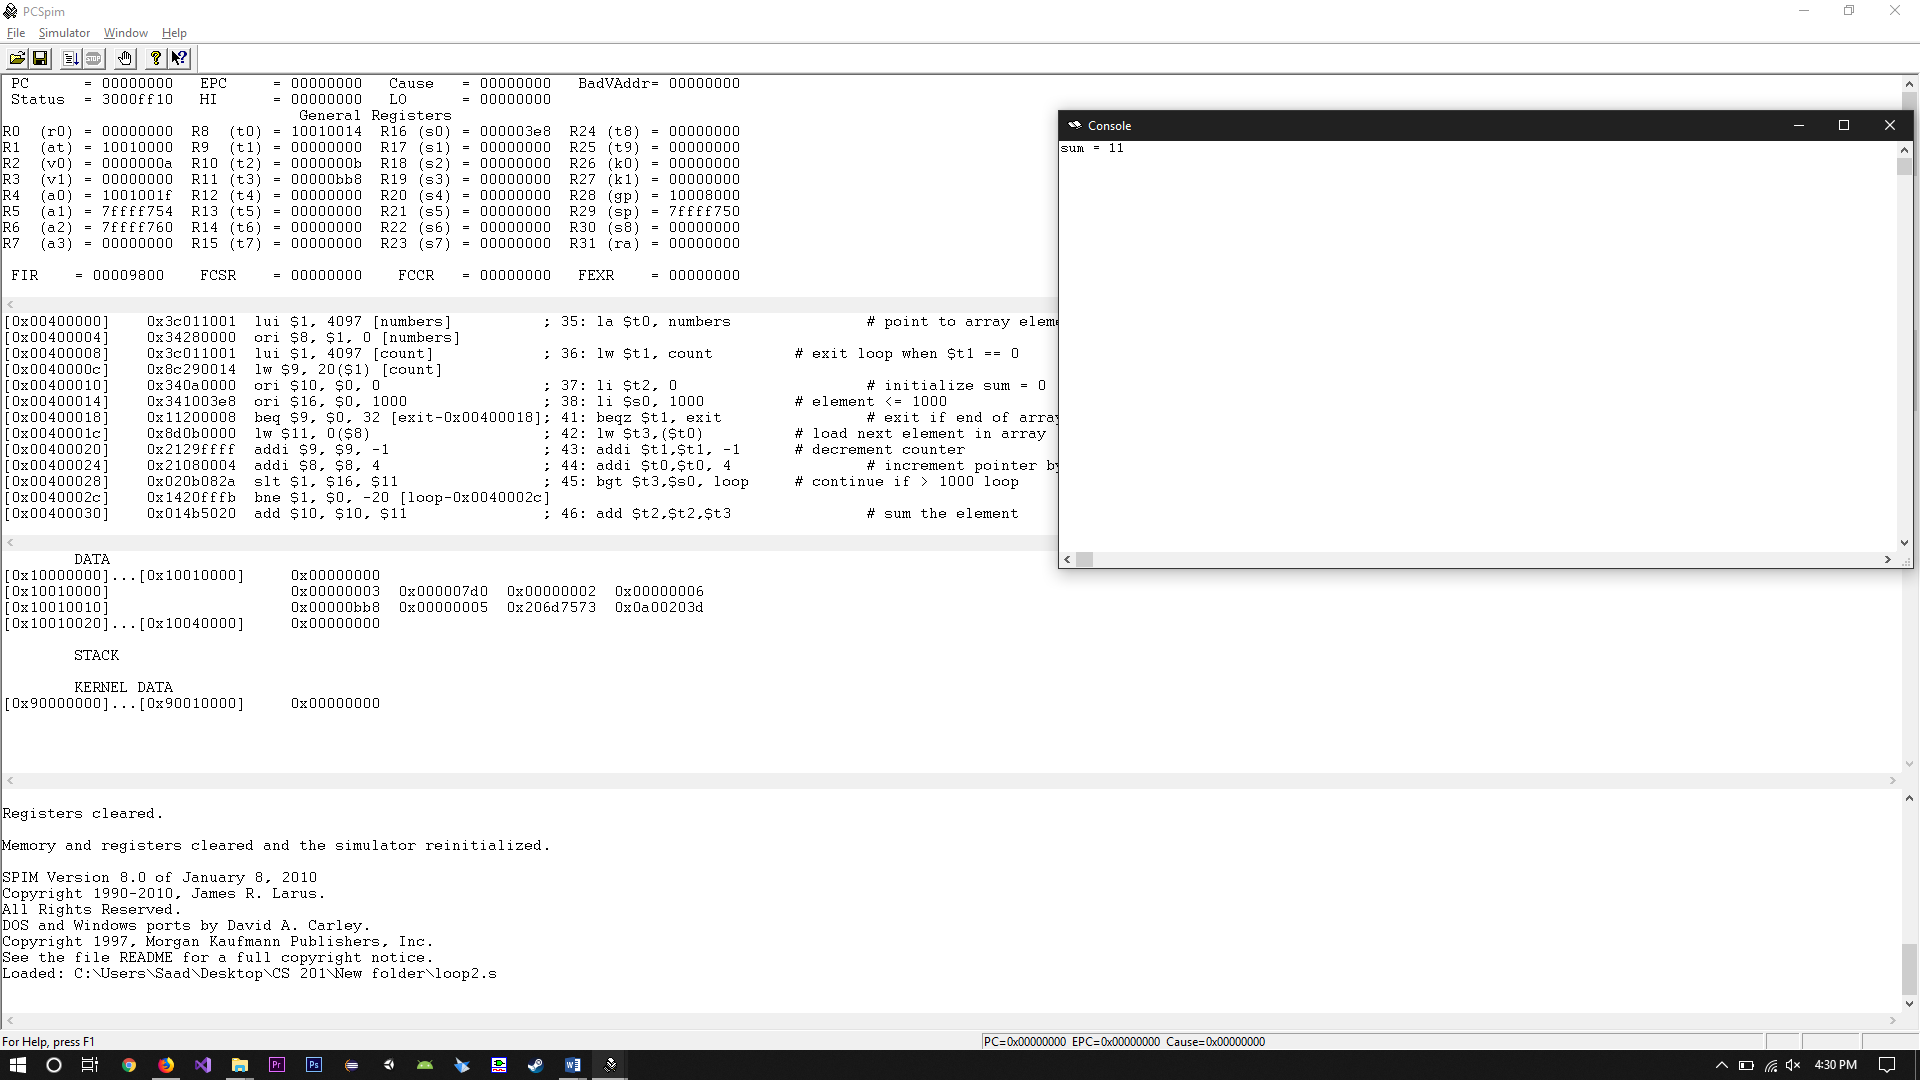 PCSpim
File Simulator Window Help
PC = 00000000 EPC = 00000000 Cause = 00000000 BadVAddr= 00000000
Status = 3000ff10 HI = 00000000 LO = 00000000
General Registers
R0 (r0) = 00000000 R8 (t0) = 10010014 R16 (s0) = 000003e8 R24 (t8) = 00000000
R1 (at) = 10010000 R9 (t1) = 00000000 R17 (s1) = 00000000 R25 (t9) = 00000000
R2 (v0) = 0000000a R10 (t2) = 0000000b R18 (s2) = 00000000 R26 (k0) = 00000000
R3 (v1) = 00000000 R11 (t3) = 00000bb8 R19 (s3) = 00000000 R27 (k1) = 00000000
R4 (a0) = 1001001f R12 (t4) = 00000000 R20 (s4) = 00000000 R28 (gp) = 10008000
R5 (a1) = 7ffff754 R13 (t5) = 00000000 R21 (s5) = 00000000 R29 (sp) = 7ffff750
R6 (a2) = 7ffff760 R14 (t6) = 00000000 R22 (s6) = 00000000 R30 (s8) = 00000000
R7 (a3) = 00000000 R15 (t7) = 00000000 R23 (s7) = 00000000 R31 (ra) = 00000000
FIR = 00009800 FCSR = 00000000 FCCR = 00000000 FEXR = 00000000
[0x00400000] 0x3c011001 lui $1, 4097 [numbers] ; 35: la $t0, numbers # point to array eleme
[0x00400004] 0x34280000 ori $8, $1, 0 [numbers]
[0x00400008] 0x3c011001 lui $1, 4097 [count] ; 36: lw $t1, count # exit loop when $t1 == 0
[0x0040000c] 0x8c290014 lw $9, 20($1) [count]
[0x00400010] 0x340a0000 ori $10, $0, 0 ; 37: li $t2, 0 # initialize sum = 0
[0x00400014] 0x341003e8 ori $16, $0, 1000 ; 38: li $s0, 1000 # element <= 1000
[0x00400018] 0x11200008 beq $9, $0, 32 [exit-0x00400018]; 41: beqz $t1, exit # exit if end of array
[0x0040001c] 0x8d0b0000 lw $11, 0($8) ; 42: lw $t3,($t0) # load next element in array
[0x00400020] 0x2129ffff addi $9, $9, -1 ; 43: addi $t1,$t1, -1 # decrement counter
[0x00400024] 0x21080004 addi $8, $8, 4 ; 44: addi $t0,$t0, 4 # increment pointer by
[0x00400028] 0x020b082a slt $1, $16, $11 ; 45: bgt $t3,$s0, loop # continue if > 1000 loop
[0x0040002c] 0x1420fffb bne $1, $0, -20 [loop-0x0040002c]
[0x00400030] 0x014b5020 add $10, $10, $11 ; 46: add $t2,$t2,$t3 # sum the element
Console
sum = 11
DATA
[0x10000000]...[0x10010000] 0x00000000
[0x10010000] 0x00000003 0x000007d0 0x00000002 0x00000006
[0x10010010] 0x00000bb8 0x00000005 0x206d7573 0x0a00203d
[0x10010020]...[0x10040000] 0x00000000
STACK
KERNEL DATA
[0x90000000]...[0x90010000] 0x00000000
Registers cleared.
Memory and registers cleared and the simulator reinitialized.
SPIM Version 8.0 of January 8, 2010
Copyright 1990-2010, James R. Larus.
All Rights Reserved.
DOS and Windows ports by David A. Carley.
Copyright 1997, Morgan Kaufmann Publishers, Inc.
See the file README for a full copyright notice.
Loaded: C:\Users\Saad\Desktop\CS 201\New folder\loop2.s
For Help, press F1
PC=0x00000000 EPC=0x00000000 Cause=0x00000000
Pr
Ps
4:30 PM